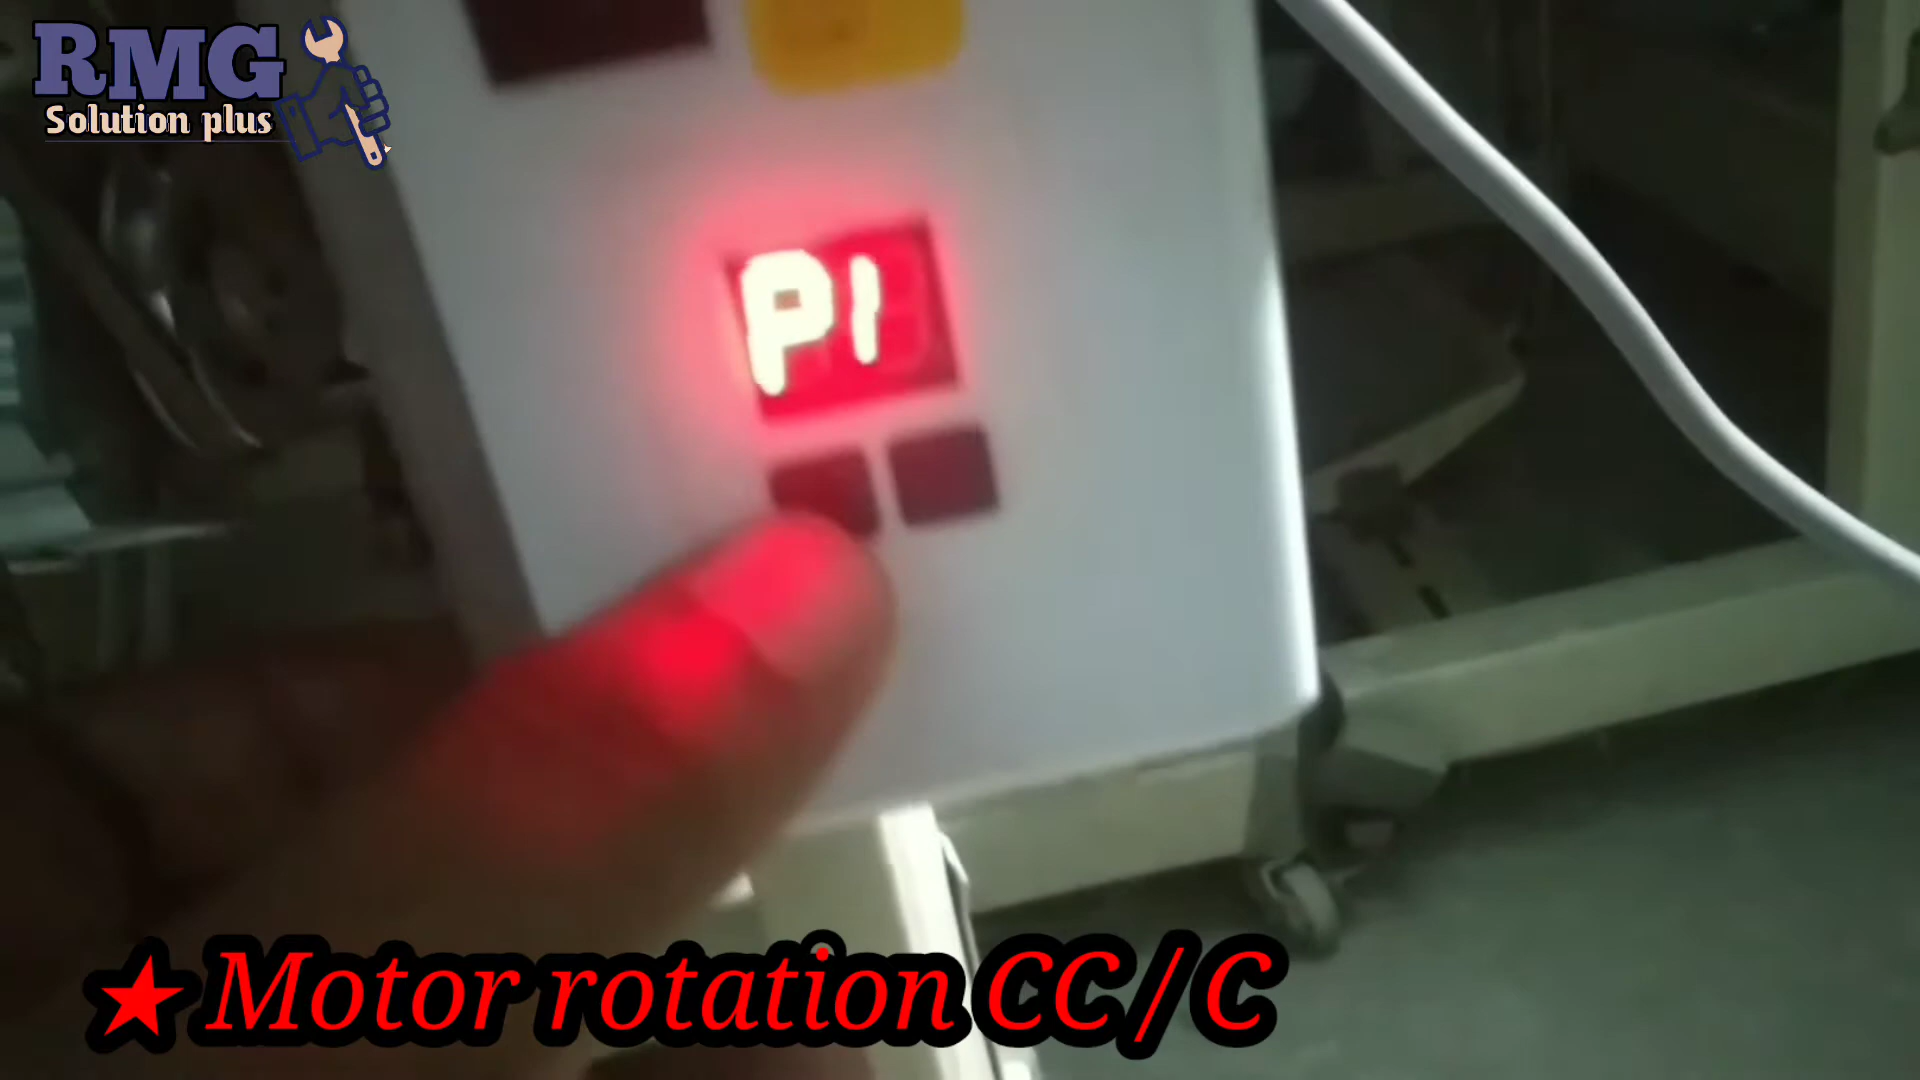 RMG
Solution plus
P1
★ Motor rotation CC/C